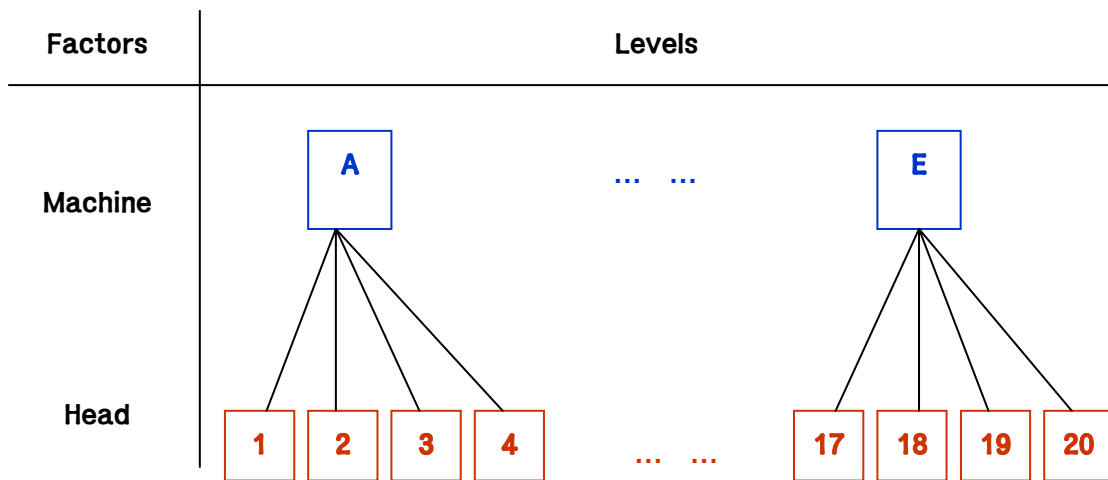 Factors Levels
A ... ... E
Machine
Head
1 2 3 4 ... ... 17 18 19 20